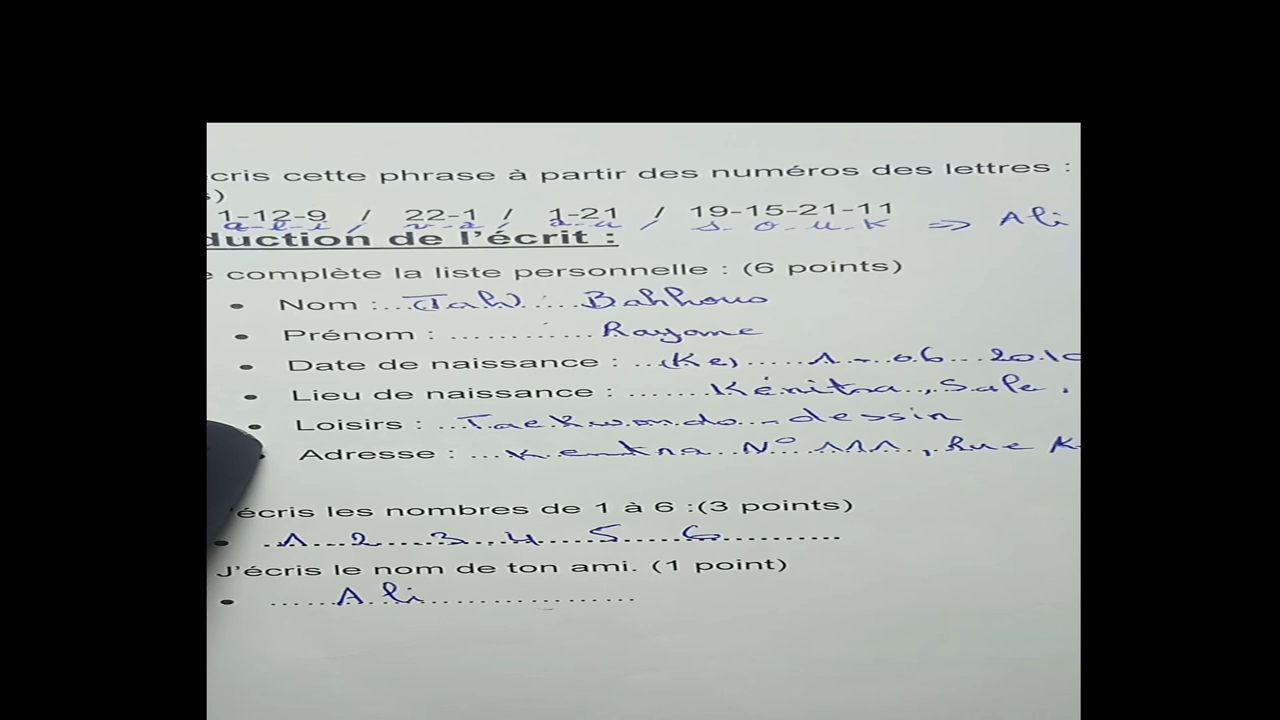 cris cette phrase à partir des numéros des lettres :
s)
1-12-9 / 22-1 / 1-21 / 19-15-21-11
a-l-i / v-a / a-u / s-o-u-k => Ali
duction de l'écrit :
e complète la liste personnelle : (6 points)
• Nom : ... Bahhous
• Prénom : ............... Rayane
• Date de naissance : ...(Ke)..... 1 - 06 2010
• Lieu de naissance : ....... Kénitra, Sale.
• Loisirs : ...Taekwondo - dessin
Adresse : ... N° 111, Rue K
J'écris les nombres de 1 à 6 :(3 points)
• .1...2.....3...4.....5.....6..........
J'écris le nom de ton ami. (1 point)
• ......Ali..................